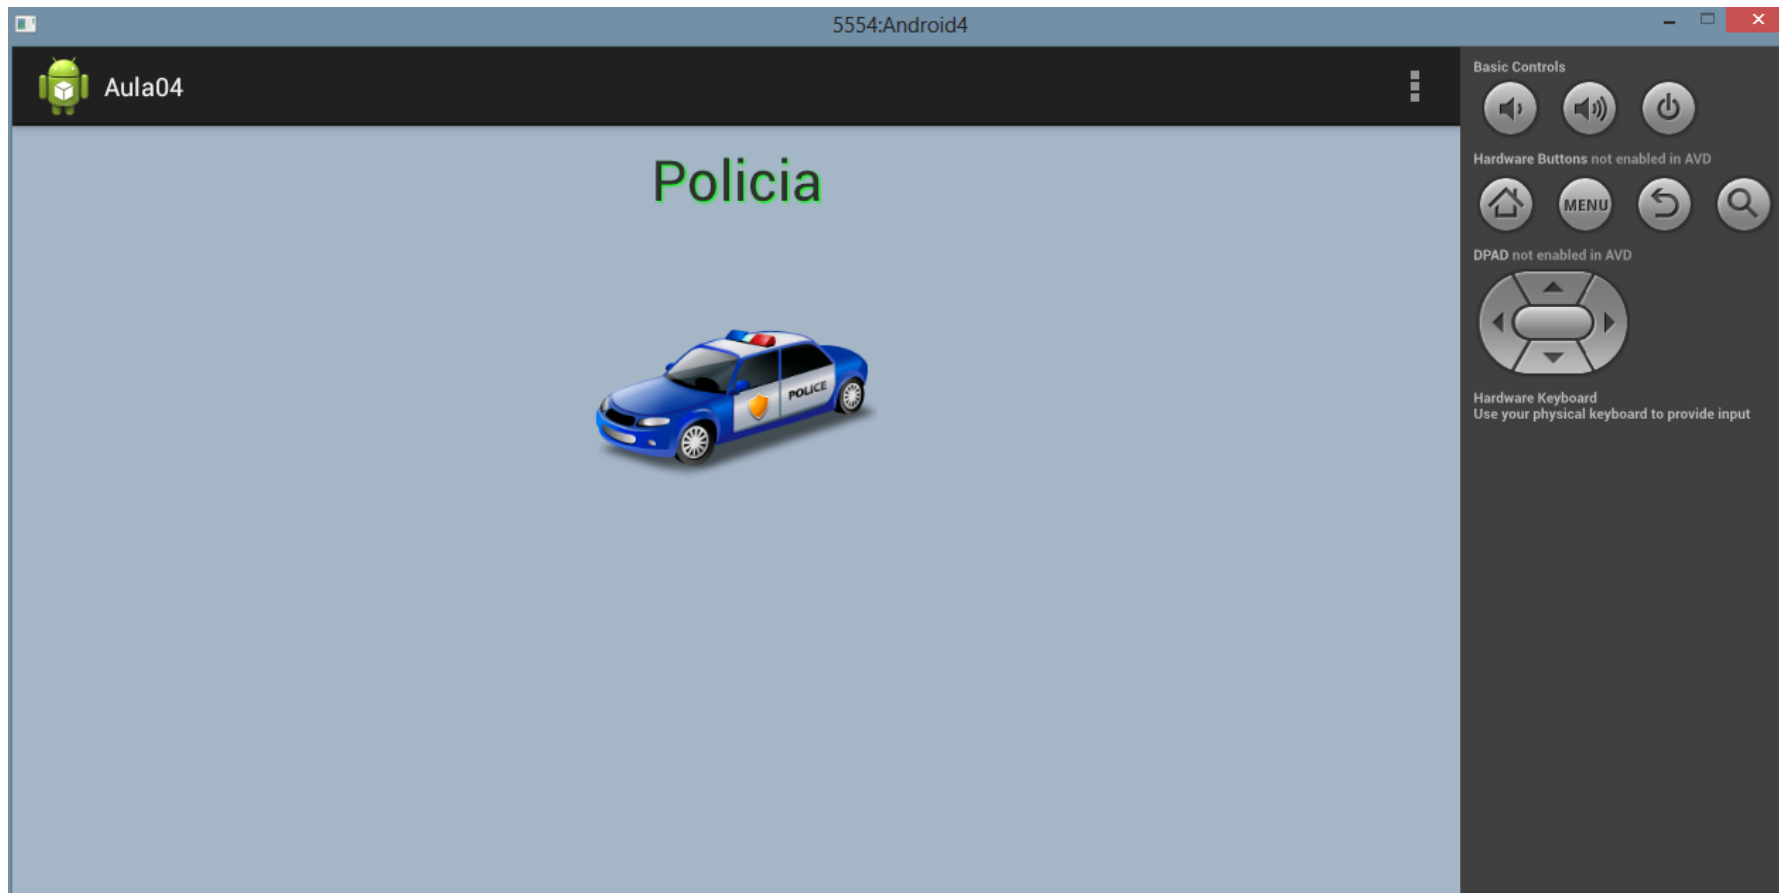 5554:Android4
Aula04
Policia
POLICE
Basic Controls
Hardware Buttons not enabled in AVD
MENU
DPAD not enabled in AVD
Hardware Keyboard
Use your physical keyboard to provide input